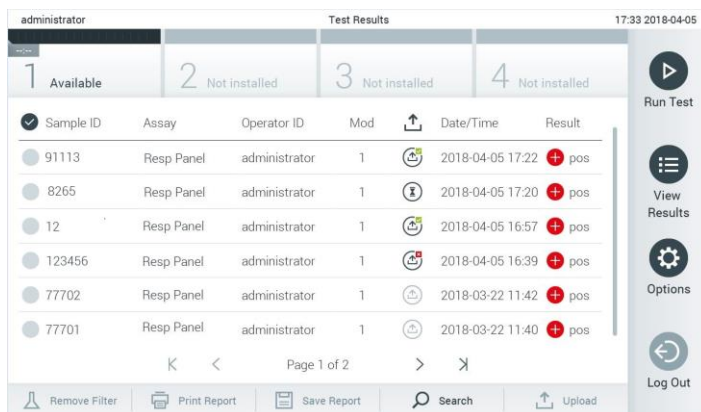 administrator Test Results 17:33 2018-04-05
--:--
1 Available 2 Not installed 3 Not installed 4 Not installed
Run Test
Sample ID Assay Operator ID Mod Date/Time Result
91113 Resp Panel administrator 1 2018-04-05 17:22 pos
8265 Resp Panel administrator 1 2018-04-05 17:20 pos
View
Results
12 Resp Panel administrator 1 2018-04-05 16:57 pos
123456 Resp Panel administrator 1 2018-04-05 16:39 pos
Options
77702 Resp Panel administrator 1 2018-03-22 11:42 pos
77701 Resp Panel administrator 1 2018-03-22 11:40 pos
Page 1 of 2
Log Out
Remove Filter Print Report Save Report Search Upload